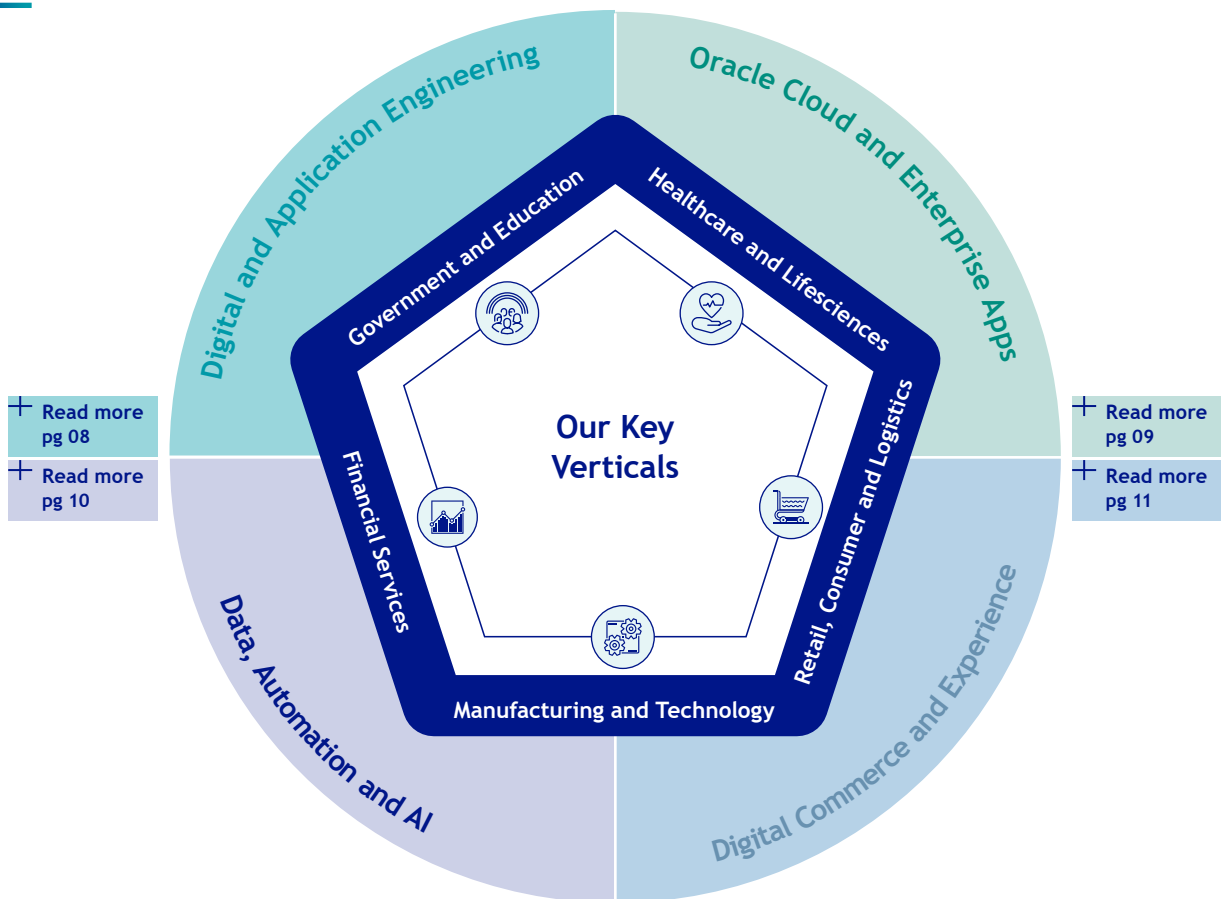 Digital and Application Engineering
Oracle Cloud and Enterprise Apps
Government and Education
Healthcare and Lifesciences
Read more
pg 08
Read more
pg 09
Our Key
Verticals
Financial Services
Retail, Consumer and Logistics
Read more
pg 10
Read more
pg 11
Manufacturing and Technology
Data, Automation and AI
Digital Commerce and Experience